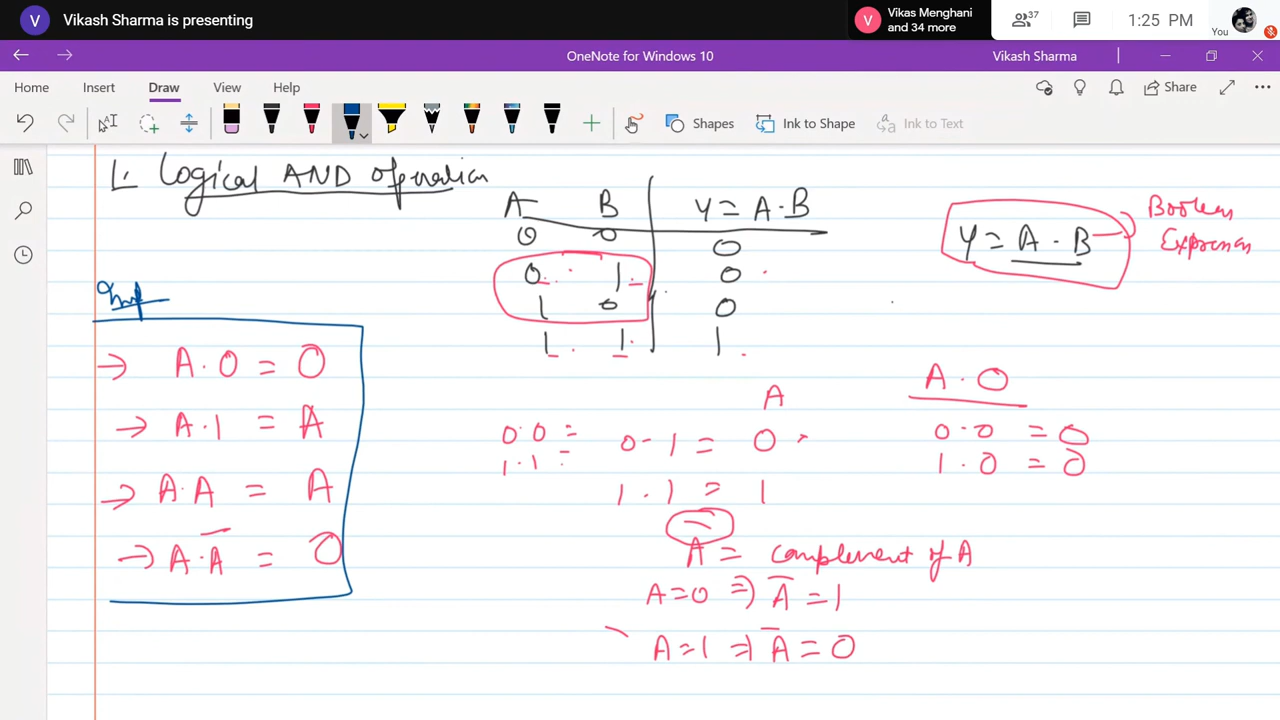 V Vikash Sharma is presenting
V Vikas Menghani
and 34 more
37
1:25 PM
You
OneNote for Windows 10
Vikash Sharma
Home Insert Draw View Help
Share
Shapes
Ink to Shape
Ink to Text
1. Logical AND operation
A B Y = A · B
0 0 0
0 1 0
1 0 0
1 1 1
Y = A · B
Boolean
Expression
Imp
→ A · 0 = 0
→ A · 1 = A
→ A · A = A
→ A · A̅ = 0
A
0 · 0 =
1 · 1 =
0 · 1 = 0
1 · 1 = 1
A · 0
0 · 0 = 0
1 · 0 = 0
A̅ = complement of A
A = 0 ⇒ A̅ = 1
A = 1 ⇒ A̅ = 0